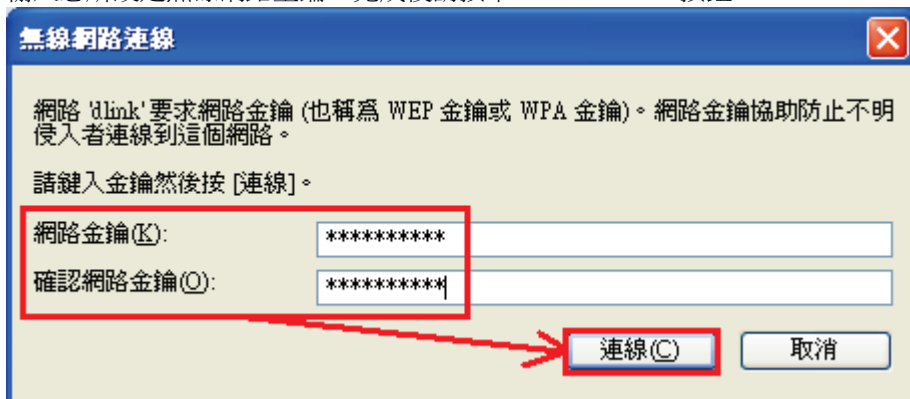 無線網路連線
網路 'dlink' 要求網路金鑰 (也稱為 WEP 金鑰或 WPA 金鑰)。網路金鑰協助防止不明
侵入者連線到這個網路。
請鍵入金鑰然後按 [連線]。
網路金鑰(K): **********
確認網路金鑰(O): **********
連線(C) 取消